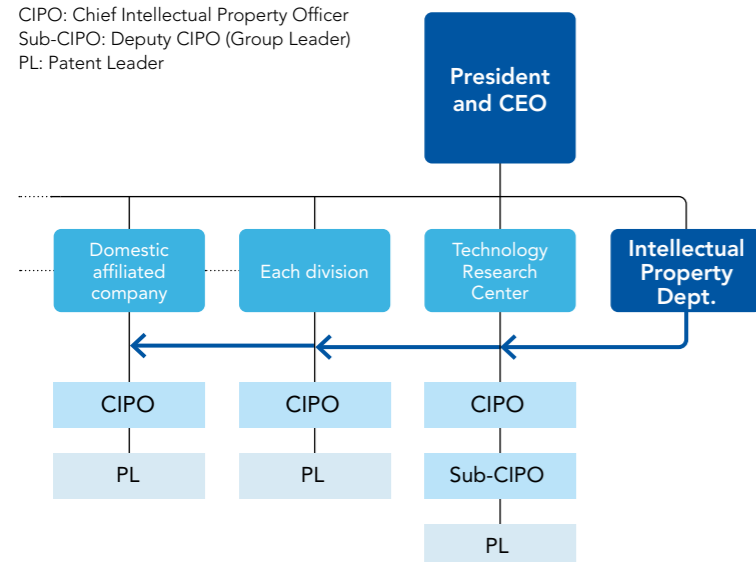 CIPO: Chief Intellectual Property Officer
Sub-CIPO: Deputy CIPO (Group Leader)
PL: Patent Leader
President
and CEO
Domestic
affiliated
company
Each division
Technology
Research
Center
Intellectual
Property
Dept.
CIPO
CIPO
CIPO
PL
PL
Sub-CIPO
PL